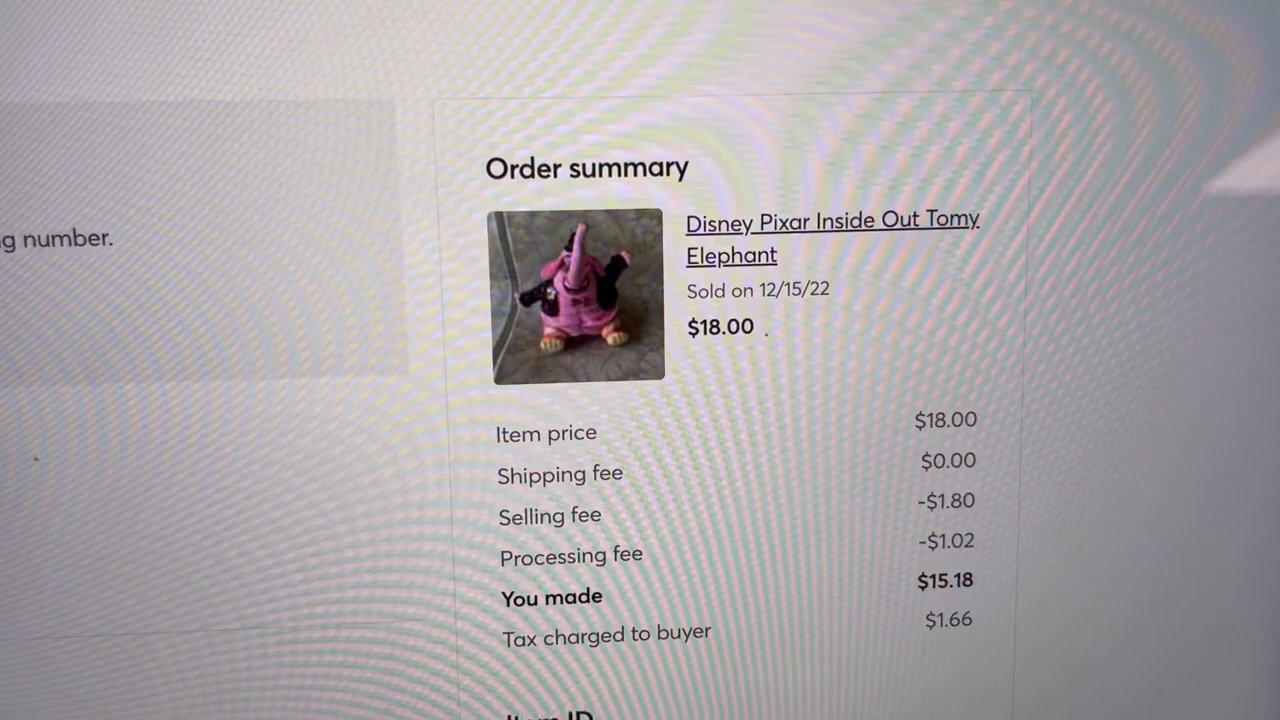 g number.
Order summary
Disney Pixar Inside Out Tomy
Elephant
Sold on 12/15/22
$18.00
Item price $18.00
Shipping fee $0.00
Selling fee -$1.80
Processing fee -$1.02
You made $15.18
Tax charged to buyer $1.66
Item ID